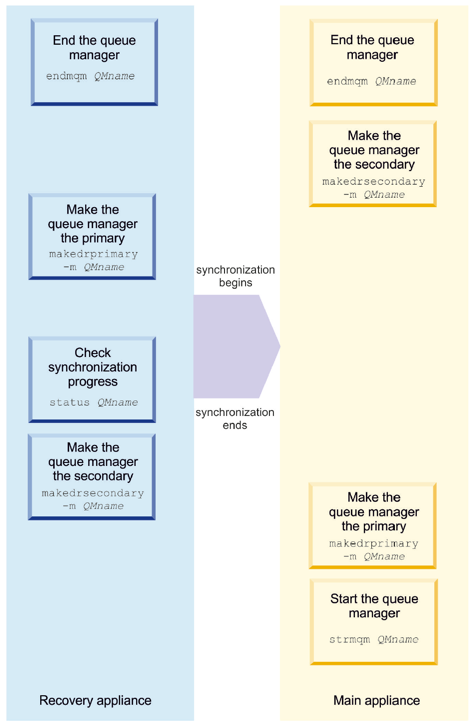 End the queue
manager
endmqm QMname
Make the
queue manager
the primary
makedrprimary
-m QMname
Check
synchronization
progress
status QMname
Make the
queue manager
the secondary
makedrsecondary
-m QMname
Recovery appliance
synchronization
begins
synchronization
ends
End the queue
manager
endmqm QMname
Make the
queue manager
the secondary
makedrsecondary
-m QMname
Make the
queue manager
the primary
makedrprimary
-m QMname
Start the queue
manager
strmqm QMname
Main appliance